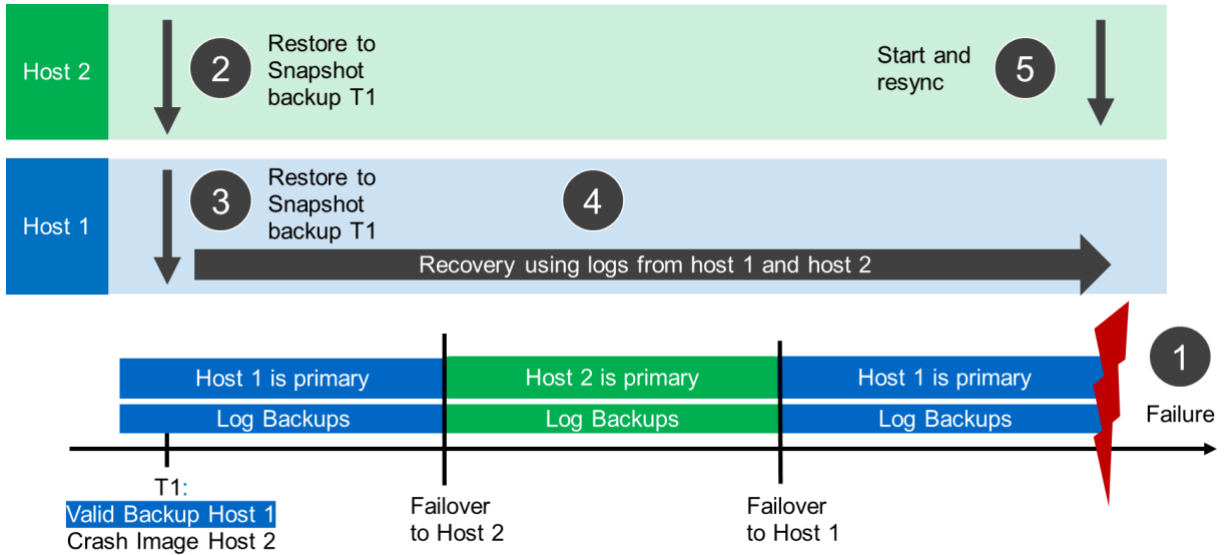 Host 2
2
Restore to
Snapshot
backup T1
Start and
resync
5
Host 1
3
Restore to
Snapshot
backup T1
4
Recovery using logs from host 1 and host 2
Host 1 is primary
Host 2 is primary
Host 1 is primary
1
Log Backups
Log Backups
Log Backups
Failure
T1:
Valid Backup Host 1
Crash Image Host 2
Failover
to Host 2
Failover
to Host 1